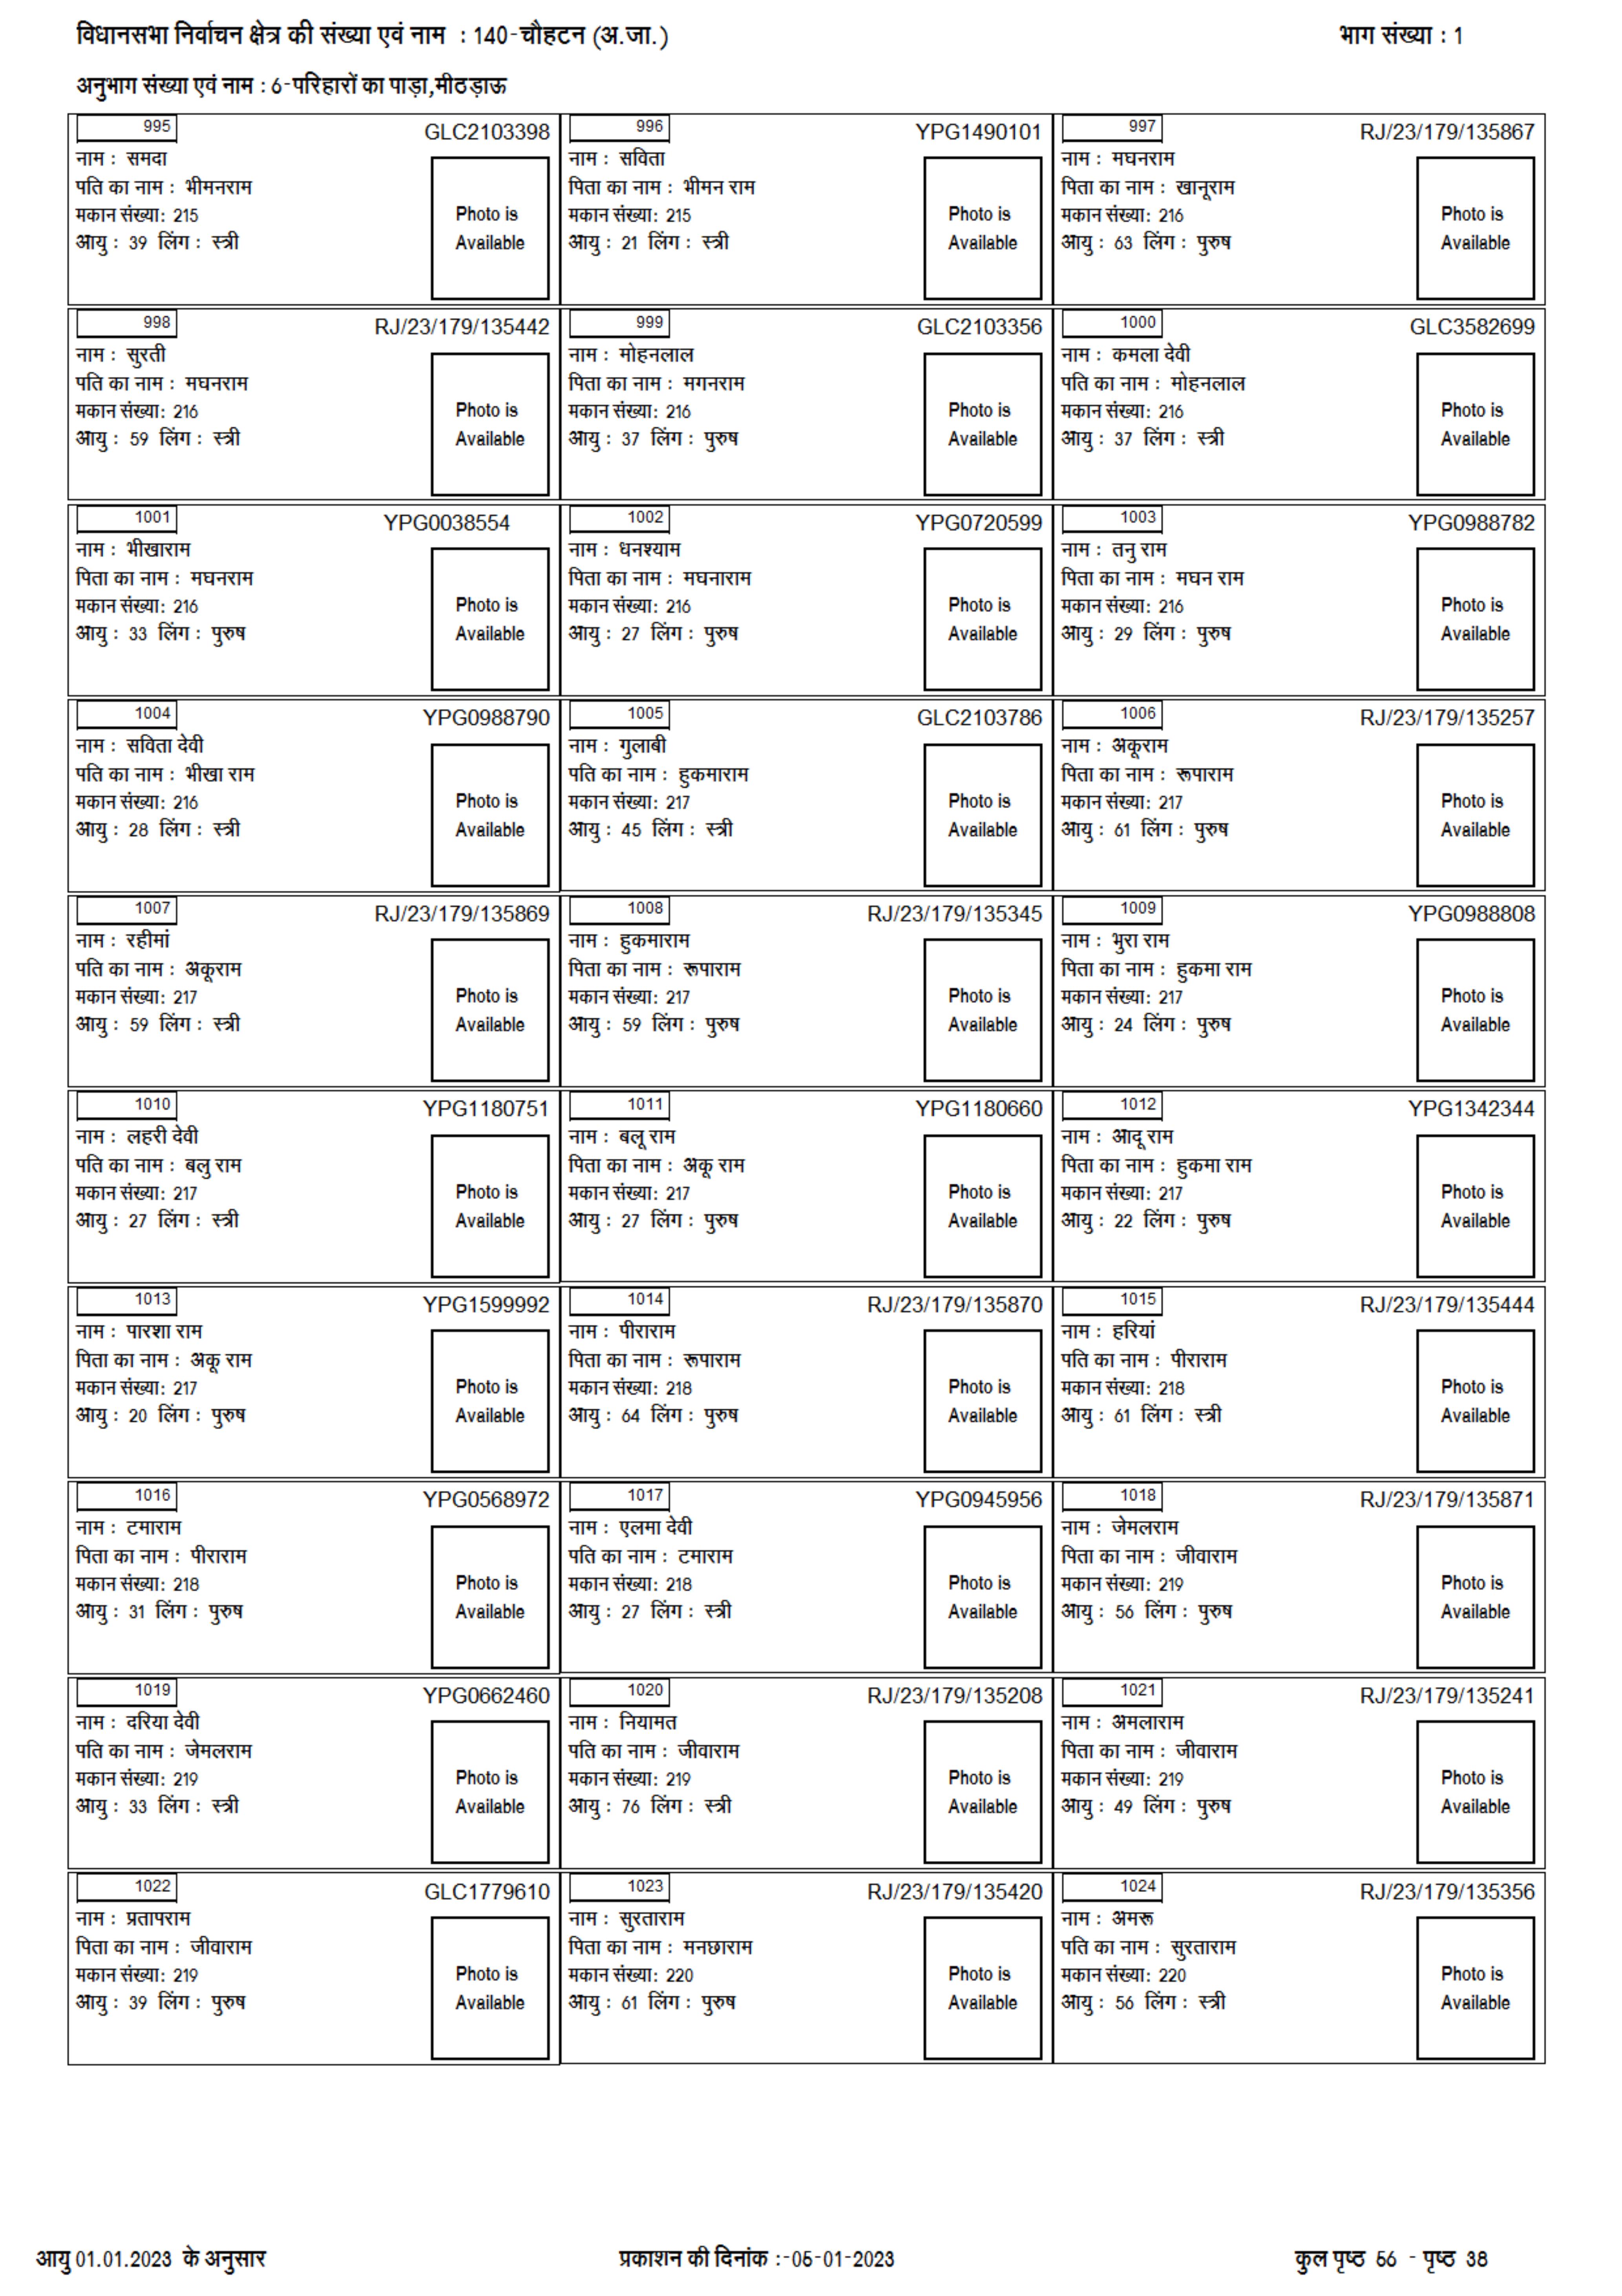 विधानसभा निर्वाचन क्षेत्र की संख्या एवं नाम : 140-चौहटन (अ.जा.) भाग संख्या : 1
अनुभाग संख्या एवं नाम : 6-परिहारों का पाड़ा,मीठड़ाऊ
995 GLC2103398
नाम : समदा
पति का नाम : भीमनराम
मकान संख्या: 215
आयु : 39 लिंग : स्त्री
Photo is
Available
996 YPG1490101
नाम : सविता
पिता का नाम : भीमन राम
मकान संख्या: 215
आयु : 21 लिंग : स्त्री
Photo is
Available
997 RJ/23/179/135867
नाम : मघनराम
पिता का नाम : खानूराम
मकान संख्या: 216
आयु : 63 लिंग : पुरुष
Photo is
Available
998 RJ/23/179/135442
नाम : सुरती
पति का नाम : मघनराम
मकान संख्या: 216
आयु : 59 लिंग : स्त्री
Photo is
Available
999 GLC2103356
नाम : मोहनलाल
पिता का नाम : मगनराम
मकान संख्या: 216
आयु : 37 लिंग : पुरुष
Photo is
Available
1000 GLC3582699
नाम : कमला देवी
पति का नाम : मोहनलाल
मकान संख्या: 216
आयु : 37 लिंग : स्त्री
Photo is
Available
1001 YPG0038554
नाम : भीखाराम
पिता का नाम : मघनराम
मकान संख्या: 216
आयु : 33 लिंग : पुरुष
Photo is
Available
1002 YPG0720599
नाम : धनश्याम
पिता का नाम : मघनाराम
मकान संख्या: 216
आयु : 27 लिंग : पुरुष
Photo is
Available
1003 YPG0988782
नाम : तनु राम
पिता का नाम : मघन राम
मकान संख्या: 216
आयु : 29 लिंग : पुरुष
Photo is
Available
1004 YPG0988790
नाम : सविता देवी
पति का नाम : भीखा राम
मकान संख्या: 216
आयु : 28 लिंग : स्त्री
Photo is
Available
1005 GLC2103786
नाम : गुलाबी
पति का नाम : हुकमाराम
मकान संख्या: 217
आयु : 45 लिंग : स्त्री
Photo is
Available
1006 RJ/23/179/135257
नाम : अकूराम
पिता का नाम : रूपाराम
मकान संख्या: 217
आयु : 61 लिंग : पुरुष
Photo is
Available
1007 RJ/23/179/135869
नाम : रहीमां
पति का नाम : अकूराम
मकान संख्या: 217
आयु : 59 लिंग : स्त्री
Photo is
Available
1008 RJ/23/179/135345
नाम : हुकमाराम
पिता का नाम : रूपाराम
मकान संख्या: 217
आयु : 59 लिंग : पुरुष
Photo is
Available
1009 YPG0988808
नाम : भुरा राम
पिता का नाम : हुकमा राम
मकान संख्या: 217
आयु : 24 लिंग : पुरुष
Photo is
Available
1010 YPG1180751
नाम : लहरी देवी
पति का नाम : बलु राम
मकान संख्या: 217
आयु : 27 लिंग : स्त्री
Photo is
Available
1011 YPG1180660
नाम : बलू राम
पिता का नाम : अकू राम
मकान संख्या: 217
आयु : 27 लिंग : पुरुष
Photo is
Available
1012 YPG1342344
नाम : आदू राम
पिता का नाम : हुकमा राम
मकान संख्या: 217
आयु : 22 लिंग : पुरुष
Photo is
Available
1013 YPG1599992
नाम : पारशा राम
पिता का नाम : अकू राम
मकान संख्या: 217
आयु : 20 लिंग : पुरुष
Photo is
Available
1014 RJ/23/179/135870
नाम : पीराराम
पिता का नाम : रूपाराम
मकान संख्या: 218
आयु : 64 लिंग : पुरुष
Photo is
Available
1015 RJ/23/179/135444
नाम : हरियां
पति का नाम : पीराराम
मकान संख्या: 218
आयु : 61 लिंग : स्त्री
Photo is
Available
1016 YPG0568972
नाम : टमाराम
पिता का नाम : पीराराम
मकान संख्या: 218
आयु : 31 लिंग : पुरुष
Photo is
Available
1017 YPG0945956
नाम : एलमा देवी
पति का नाम : टमाराम
मकान संख्या: 218
आयु : 27 लिंग : स्त्री
Photo is
Available
1018 RJ/23/179/135871
नाम : जेमलराम
पिता का नाम : जीवाराम
मकान संख्या: 219
आयु : 56 लिंग : पुरुष
Photo is
Available
1019 YPG0662460
नाम : दरिया देवी
पति का नाम : जेमलराम
मकान संख्या: 219
आयु : 33 लिंग : स्त्री
Photo is
Available
1020 RJ/23/179/135208
नाम : नियामत
पति का नाम : जीवाराम
मकान संख्या: 219
आयु : 76 लिंग : स्त्री
Photo is
Available
1021 RJ/23/179/135241
नाम : अमलाराम
पिता का नाम : जीवाराम
मकान संख्या: 219
आयु : 49 लिंग : पुरुष
Photo is
Available
1022 GLC1779610
नाम : प्रतापराम
पिता का नाम : जीवाराम
मकान संख्या: 219
आयु : 39 लिंग : पुरुष
Photo is
Available
1023 RJ/23/179/135420
नाम : सुरताराम
पिता का नाम : मनछाराम
मकान संख्या: 220
आयु : 61 लिंग : पुरुष
Photo is
Available
1024 RJ/23/179/135356
नाम : अमरू
पति का नाम : सुरताराम
मकान संख्या: 220
आयु : 56 लिंग : स्त्री
Photo is
Available
आयु 01.01.2023 के अनुसार प्रकाशन की दिनांक :-05-01-2023 कुल पृष्ठ 56 - पृष्ठ 38